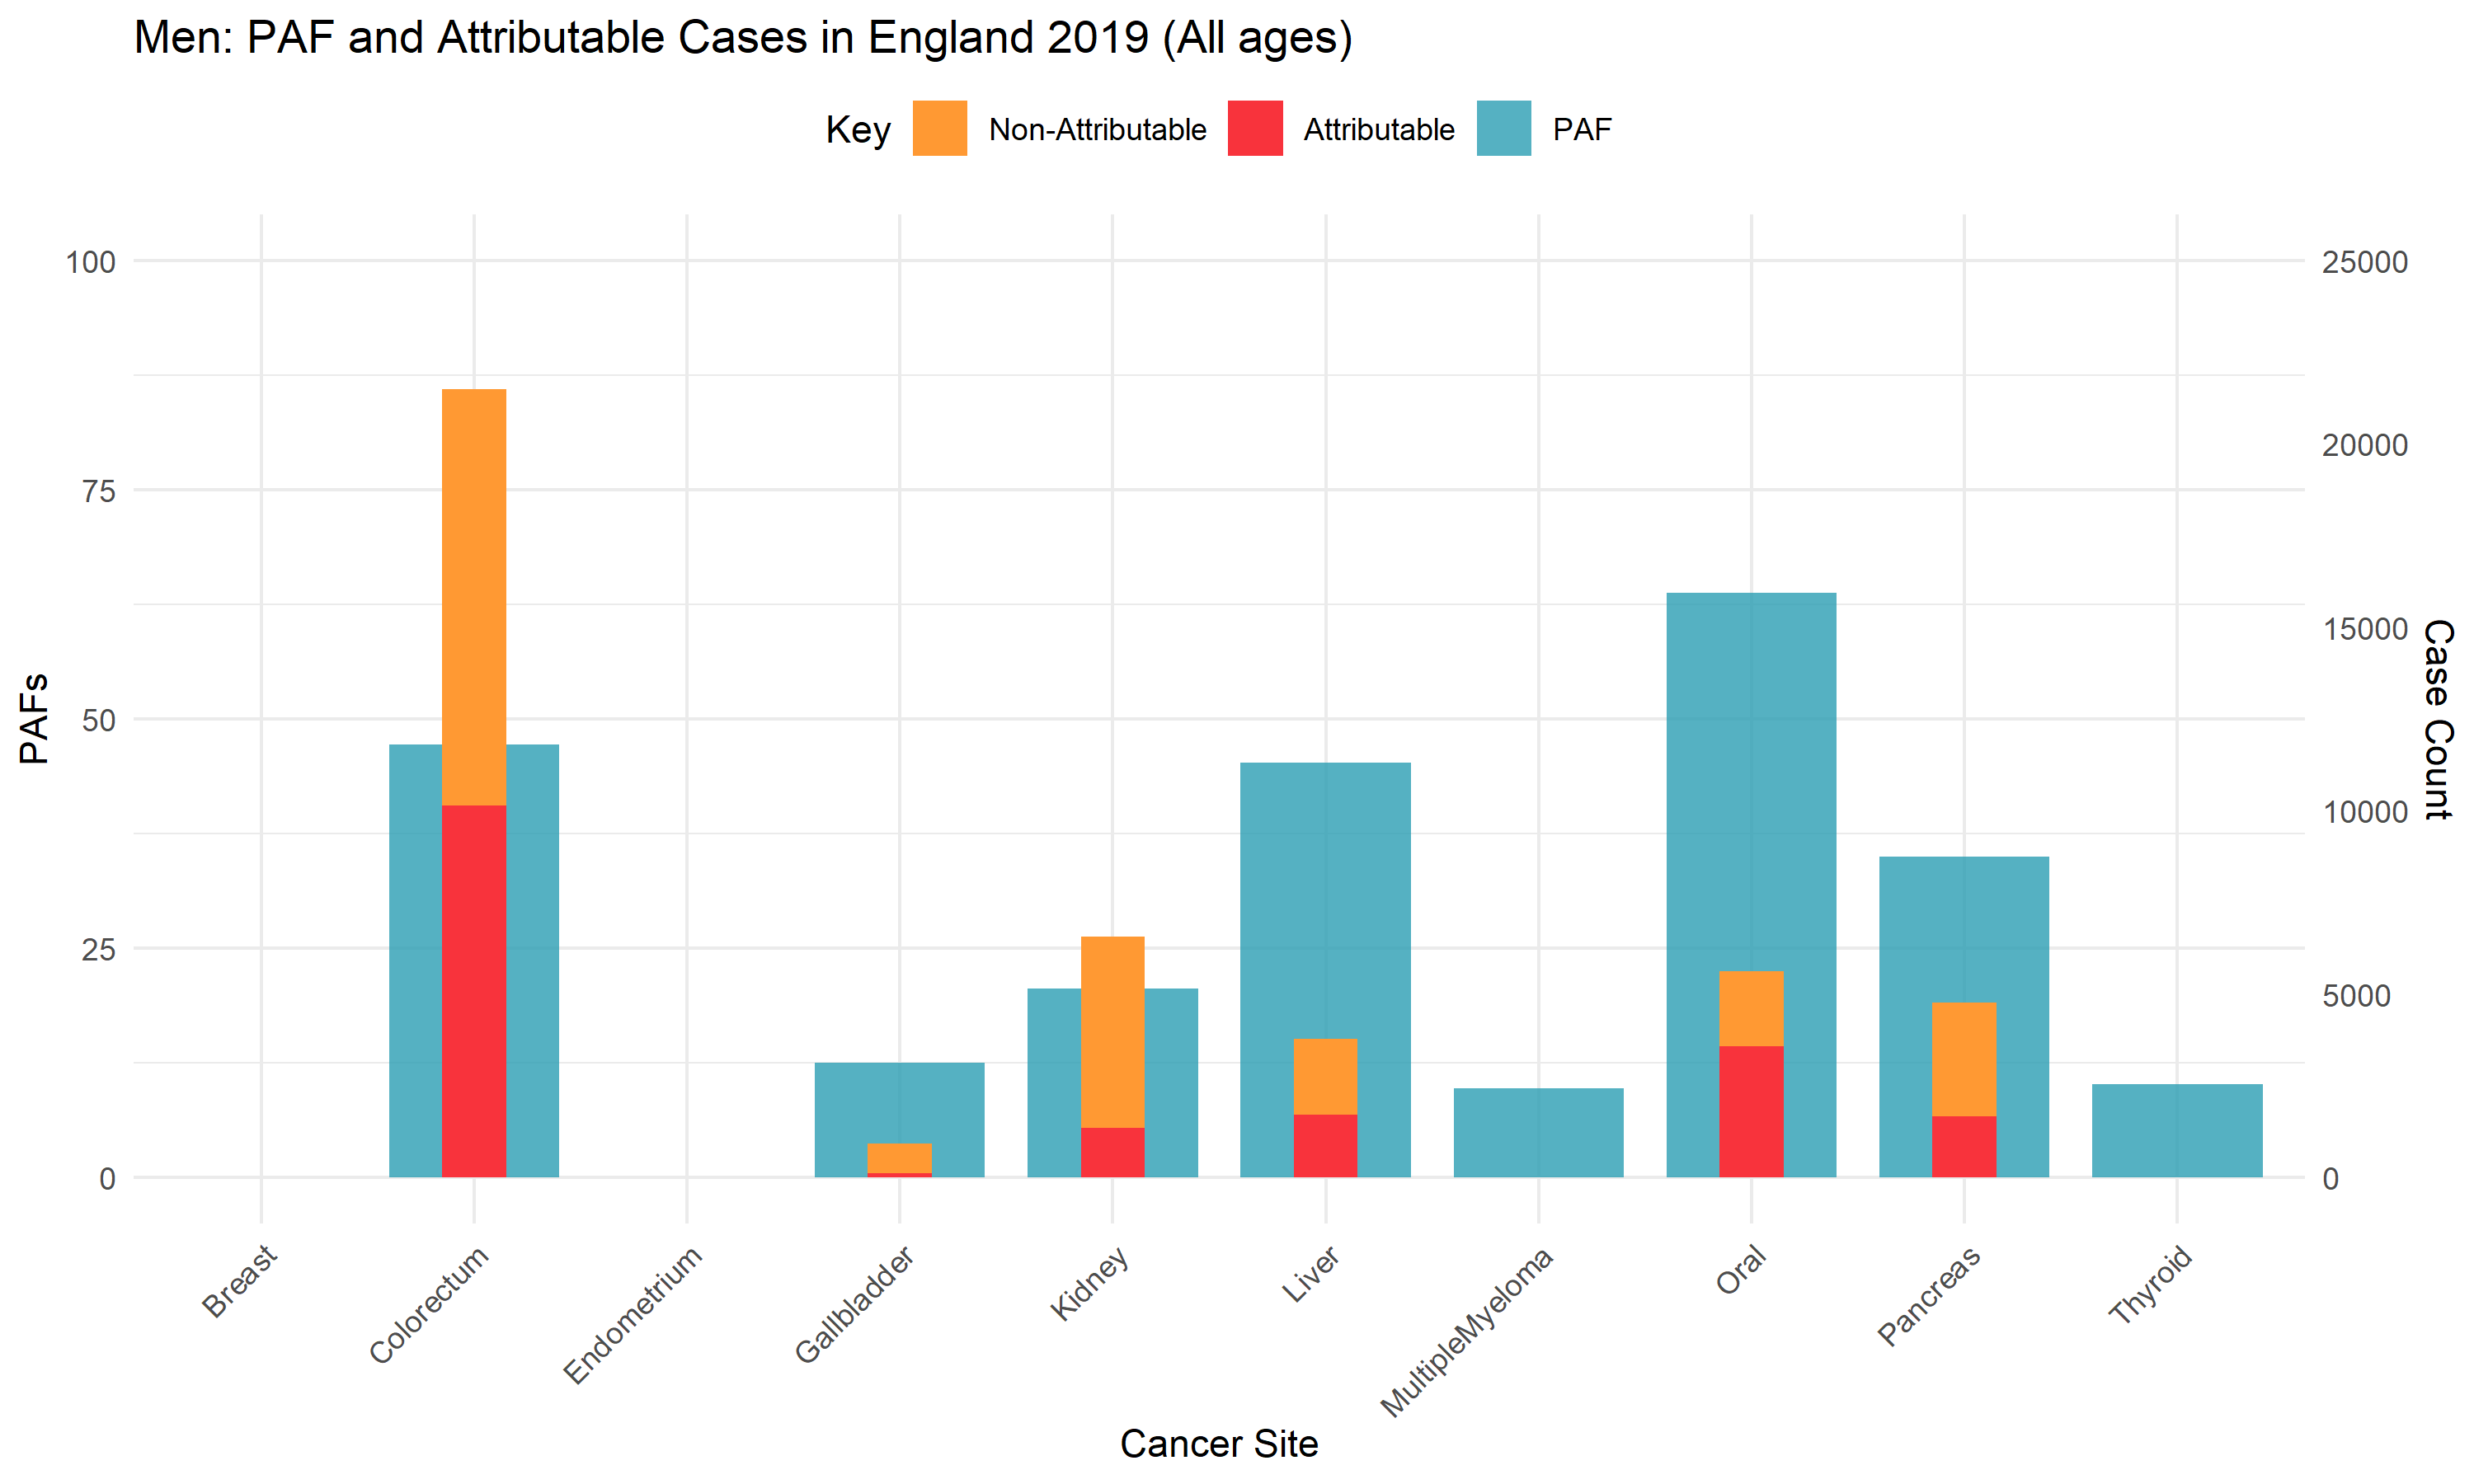 Men: PAF and Attributable Cases in England 2019 (All ages)
Key Non-Attributable Attributable PAF
100 25000
20000
75
15000
50
10000
25
5000
0 0
PAFs
Case Count
Breast Colorectum Endometrium Gallbladder Kidney Liver MultipleMyeloma Oral Pancreas Thyroid
Cancer Site